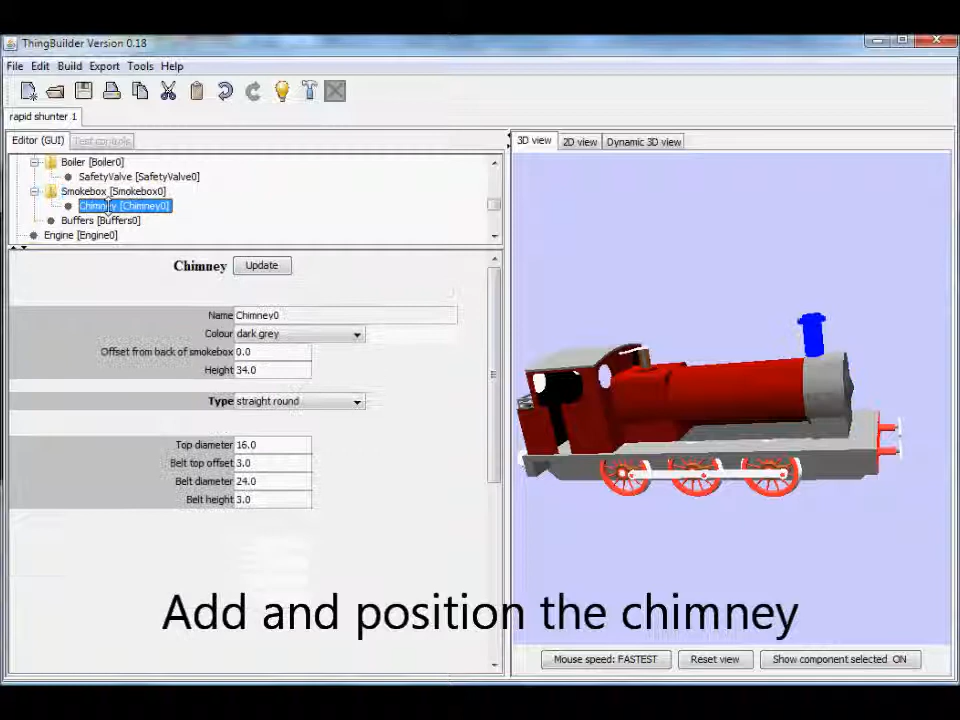 ThingBuilder Version 0.18
File Edit Build Export Tools Help
rapid shunter 1
Editor (GUI) Test controls
3D view 2D view Dynamic 3D view
Boiler [Boiler0]
SafetyValve [SafetyValve0]
Smokebox [Smokebox0]
Chimney [Chimney0]
Buffers [Buffers0]
Engine [Engine0]
Chimney Update
Name Chimney0
Colour dark grey
Offset from back of smokebox 0.0
Height 34.0
Type straight round
Top diameter 16.0
Belt top offset 3.0
Belt diameter 24.0
Belt height 3.0
Add and position the chimney
Mouse speed: FASTEST Reset view Show component selected ON